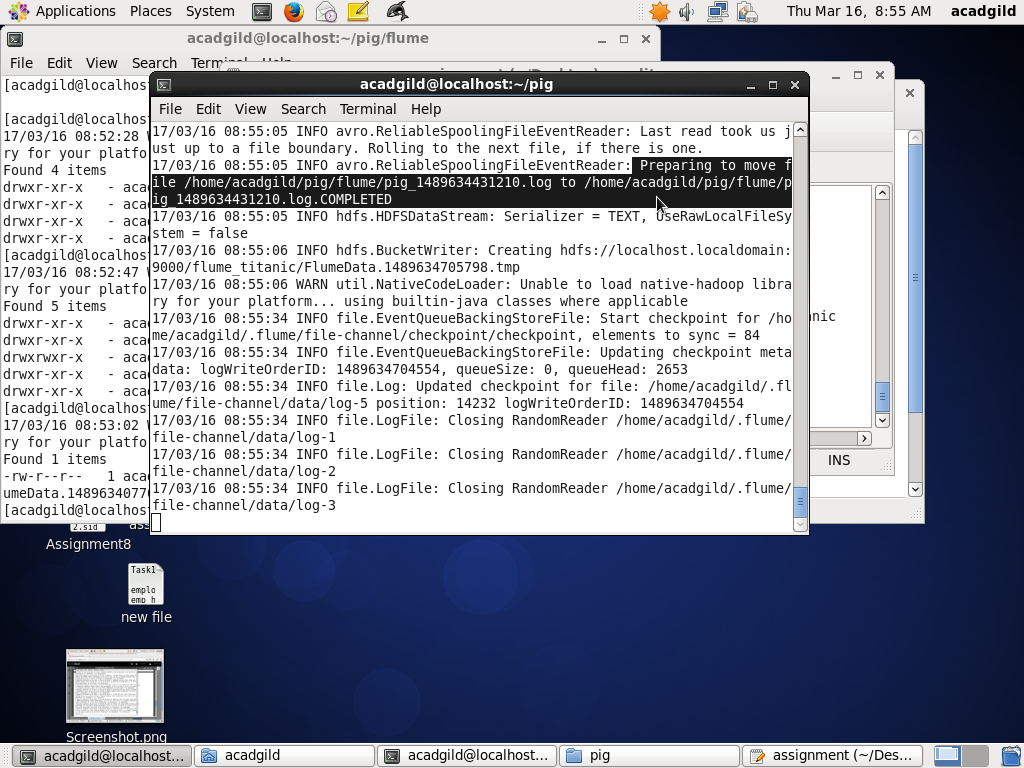 Applications Places System
Thu Mar 16, 8:55 AM acadgild
acadgild@localhost:~/pig/flume
File Edit View Search
[acadgild@localhost
[acadgild@localhost
17/03/16 08:52:28
ry for your platfo
Found 4 items
drwxr-xr-x - acad
drwxr-xr-x - acad
drwxr-xr-x - acad
drwxr-xr-x - acad
[acadgild@localhost
17/03/16 08:52:47
ry for your platfo
Found 5 items
drwxr-xr-x - acad
drwxr-xr-x - acad
drwxrwxr-x - acad
drwxr-xr-x - acad
drwxr-xr-x - acad
[acadgild@localhost
17/03/16 08:53:02
ry for your platfo
Found 1 items
-rw-r--r-- 1 acad
umeData.1489634077
[acadgild@localhost
acadgild@localhost:~/pig
File Edit View Search Terminal Help
17/03/16 08:55:05 INFO avro.ReliableSpoolingFileEventReader: Last read took us j
ust up to a file boundary. Rolling to the next file, if there is one.
17/03/16 08:55:05 INFO avro.ReliableSpoolingFileEventReader: Preparing to move f
ile /home/acadgild/pig/flume/pig_1489634431210.log to /home/acadgild/pig/flume/p
ig_1489634431210.log.COMPLETED
17/03/16 08:55:05 INFO hdfs.HDFSDataStream: Serializer = TEXT, UseRawLocalFileSy
stem = false
17/03/16 08:55:06 INFO hdfs.BucketWriter: Creating hdfs://localhost.localdomain:
9000/flume_titanic/FlumeData.1489634705798.tmp
17/03/16 08:55:06 WARN util.NativeCodeLoader: Unable to load native-hadoop libra
ry for your platform... using builtin-java classes where applicable
17/03/16 08:55:34 INFO file.EventQueueBackingStoreFile: Start checkpoint for /ho
me/acadgild/.flume/file-channel/checkpoint/checkpoint, elements to sync = 84
17/03/16 08:55:34 INFO file.EventQueueBackingStoreFile: Updating checkpoint meta
data: logWriteOrderID: 1489634704554, queueSize: 0, queueHead: 2653
17/03/16 08:55:34 INFO file.Log: Updated checkpoint for file: /home/acadgild/.fl
ume/file-channel/data/log-5 position: 14232 logWriteOrderID: 1489634704554
17/03/16 08:55:34 INFO file.LogFile: Closing RandomReader /home/acadgild/.flume/
file-channel/data/log-1
17/03/16 08:55:34 INFO file.LogFile: Closing RandomReader /home/acadgild/.flume/
file-channel/data/log-2
17/03/16 08:55:34 INFO file.LogFile: Closing RandomReader /home/acadgild/.flume/
file-channel/data/log-3
nic
INS
2.sid
Assignment8
Task1
emplo
emp_h
new file
Screenshot.png
acadgild@localhost...
acadgild
acadgild@localhost:...
pig
assignment (~/Des...